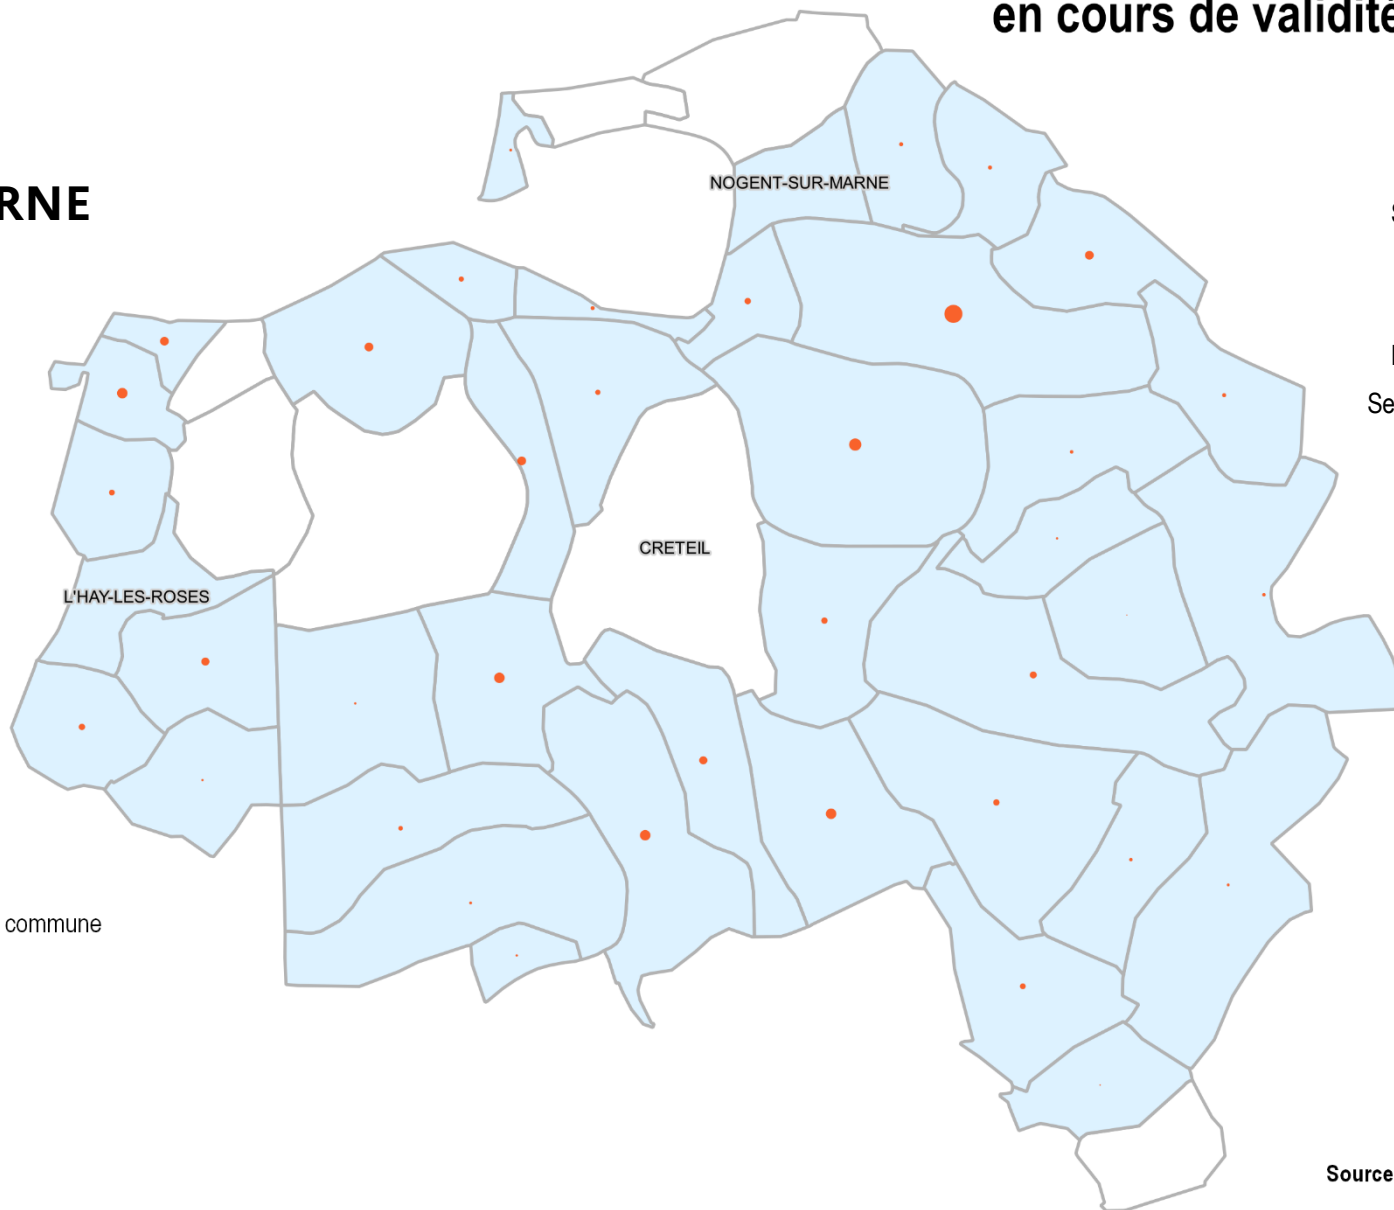 en cours de validité
RNE
NOGENT-SUR-MARNE
Se
CRETEIL
L'HAY-LES-ROSES
commune
Source